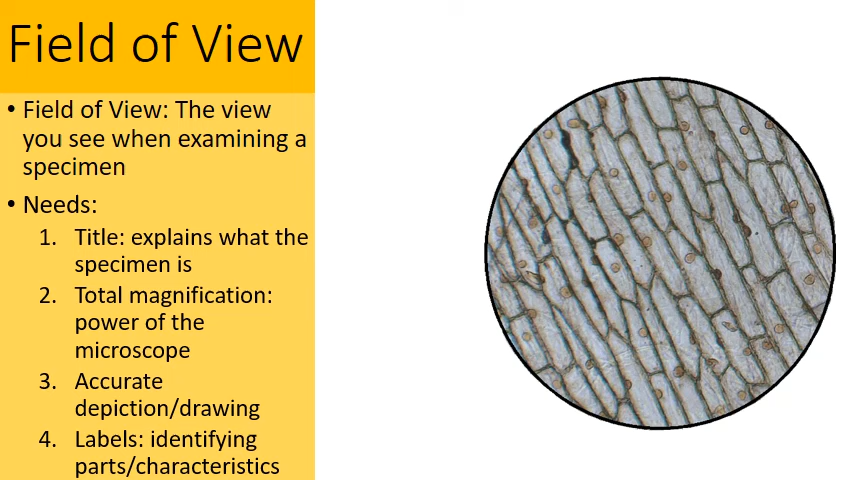 Field of View
• Field of View: The view
you see when examining a
specimen
• Needs:
1. Title: explains what the
specimen is
2. Total magnification:
power of the
microscope
3. Accurate
depiction/drawing
4. Labels: identifying
parts/characteristics